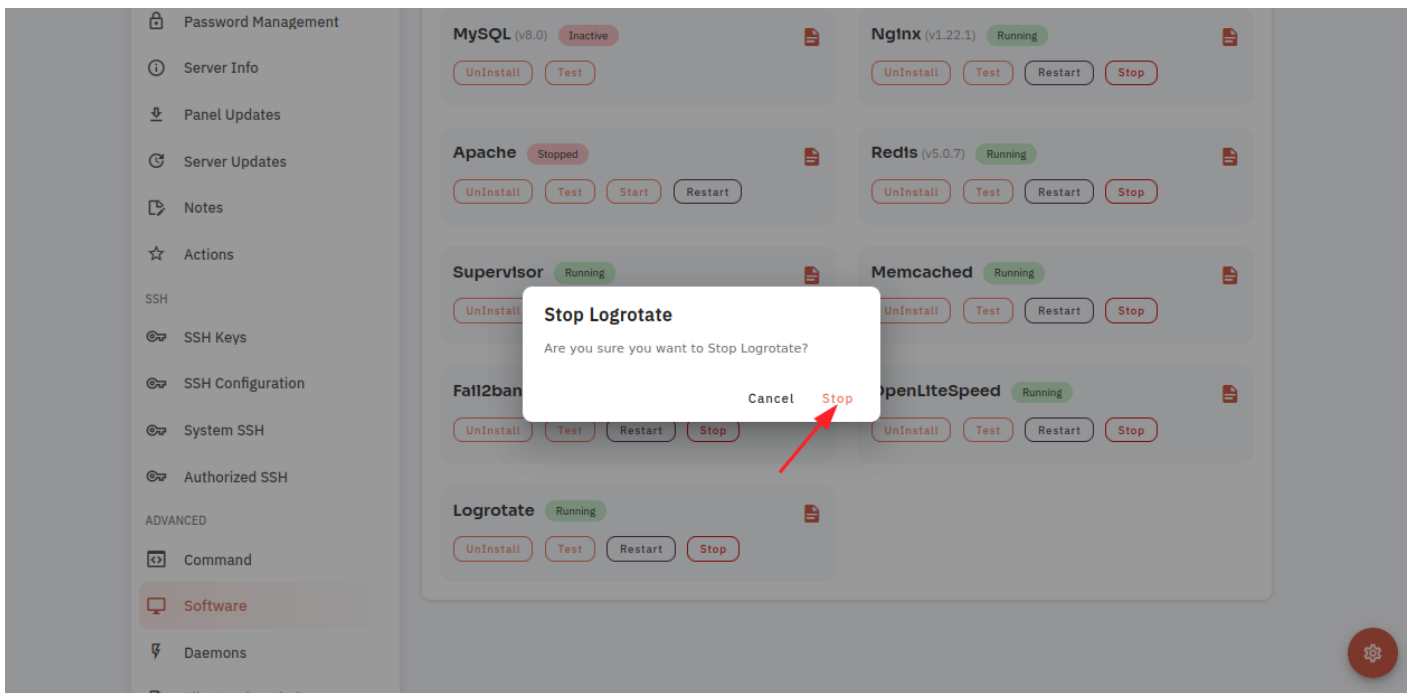 Password Management
Server Info
Panel Updates
Server Updates
Notes
Actions
SSH
SSH Keys
SSH Configuration
System SSH
Authorized SSH
ADVANCED
Command
Software
Daemons
MySQL (v8.0) Inactive
UnInstall Test
Nginx (v1.22.1) Running
UnInstall Test Restart Stop
Apache Stopped
UnInstall Test Start Restart
Redis (v5.0.7) Running
UnInstall Test Restart Stop
Supervisor Running
UnInstall
Memcached Running
UnInstall Test Restart Stop
Stop Logrotate
Are you sure you want to Stop Logrotate?
Cancel Stop
Fail2ban
UnInstall Test Restart Stop
OpenLiteSpeed Running
UnInstall Test Restart Stop
Logrotate Running
UnInstall Test Restart Stop